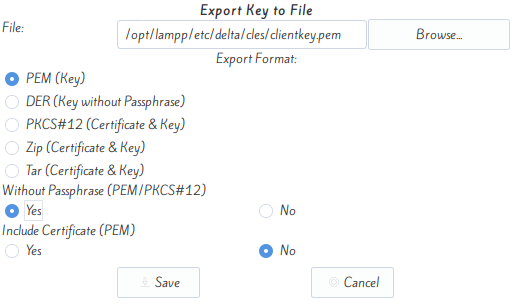 Export Key to File
File:
/opt/lampp/etc/delta/cles/clientkey.pem
Browse...
Export Format:
PEM (Key)
DER (Key without Passphrase)
PKCS#12 (Certificate & Key)
Zip (Certificate & Key)
Tar (Certificate & Key)
Without Passphrase (PEM/PKCS#12)
Yes No
Include Certificate (PEM)
Yes No
Save Cancel